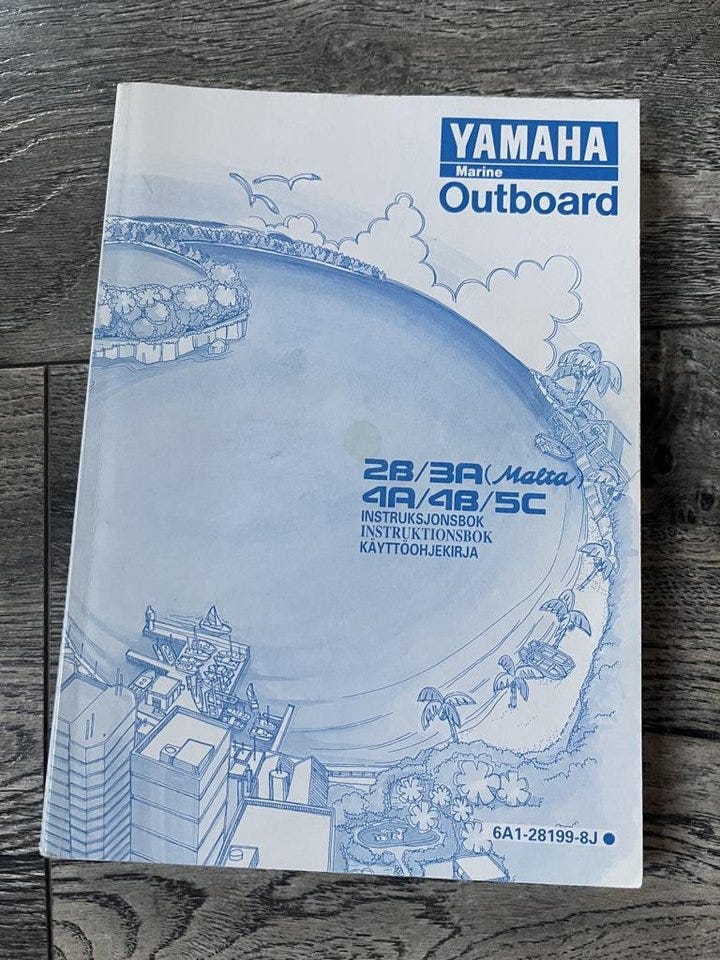 YAMAHA
Marine
Outboard
2B/3A(Malta)
4A/4B/5C
INSTRUKSJONSBOK
INSTRUKTIONSBOK
KÄYTTÖOHJEKIRJA
6A1-28199-8J